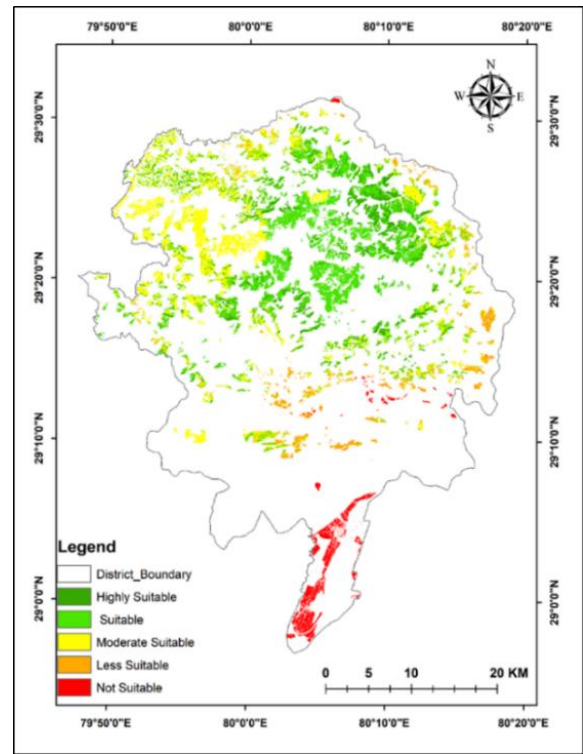 79°50'0"E 80°0'0"E 80°10'0"E 80°20'0"E
N
W E
S
29°30'0"N 29°30'0"N
29°20'0"N 29°20'0"N
29°10'0"N 29°10'0"N
29°0'0"N 29°0'0"N
Legend
District_Boundary
Highly Suitable
Suitable
Moderate Suitable
Less Suitable
Not Suitable
0 5 10 20 KM
79°50'0"E 80°0'0"E 80°10'0"E 80°20'0"E